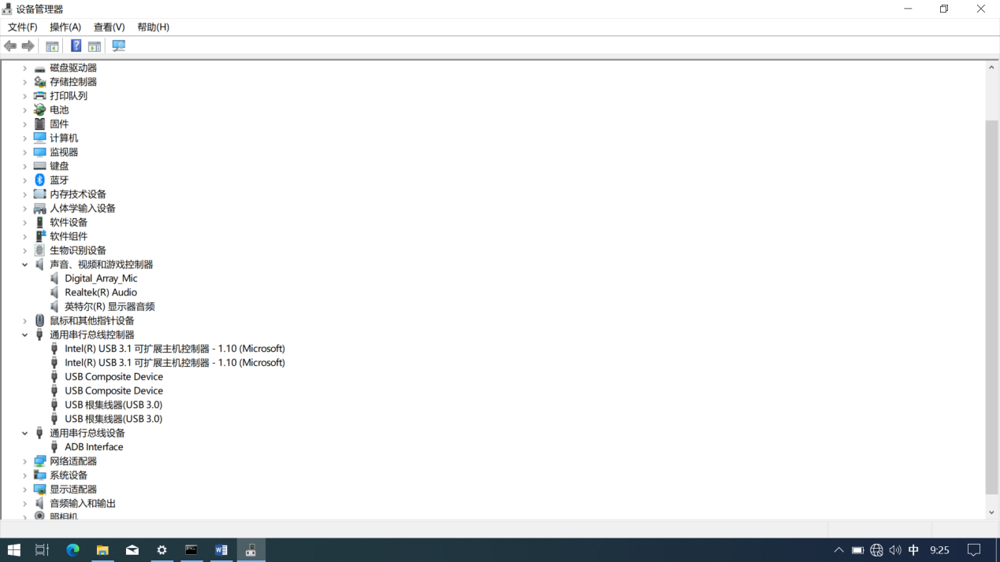 设备管理器
文件(F) 操作(A) 查看(V) 帮助(H)
磁盘驱动器
存储控制器
打印队列
电池
固件
计算机
监视器
键盘
蓝牙
内存技术设备
人体学输入设备
软件设备
软件组件
生物识别设备
声音、视频和游戏控制器
Digital_Array_Mic
Realtek(R) Audio
英特尔(R) 显示器音频
鼠标和其他指针设备
通用串行总线控制器
Intel(R) USB 3.1 可扩展主机控制器 - 1.10 (Microsoft)
Intel(R) USB 3.1 可扩展主机控制器 - 1.10 (Microsoft)
USB Composite Device
USB Composite Device
USB 根集线器(USB 3.0)
USB 根集线器(USB 3.0)
通用串行总线设备
ADB Interface
网络适配器
系统设备
显示适配器
音频输入和输出
照相机
中 9:25